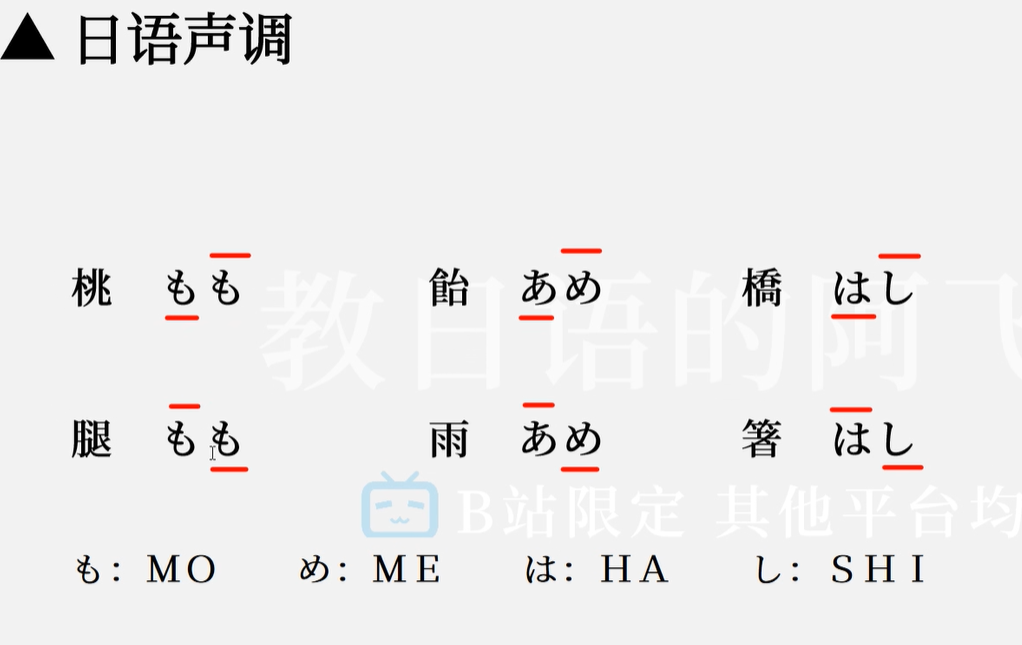 ▲ 日语声调
教日语的阿飞
桃 もも 飴 あめ 橋 はし
腿 もも 雨 あめ 箸 はし
B站限定 其他平台均
も: MO め: ME は: HA し: SHI